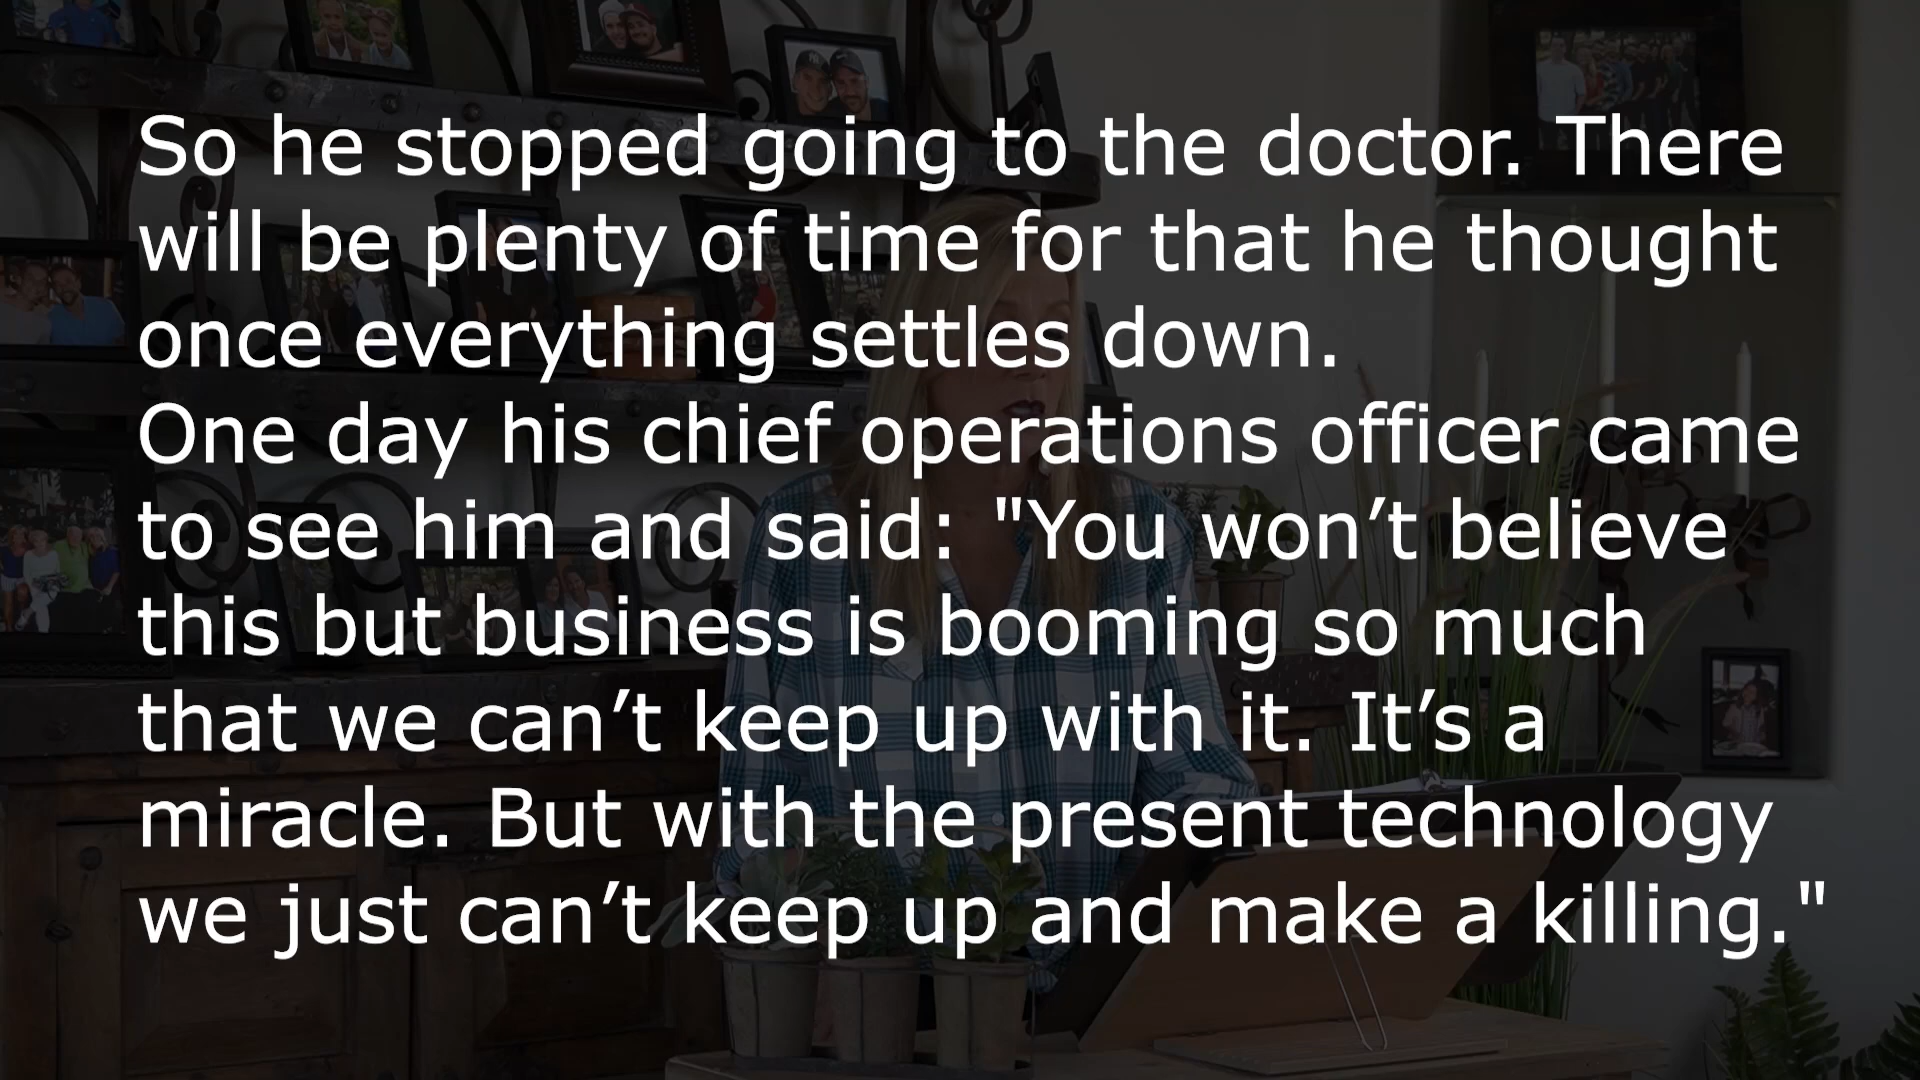 So he stopped going to the doctor. There
will be plenty of time for that he thought
once everything settles down.
One day his chief operations officer came
to see him and said: "You won’t believe
this but business is booming so much
that we can’t keep up with it. It’s a
miracle. But with the present technology
we just can’t keep up and make a killing."